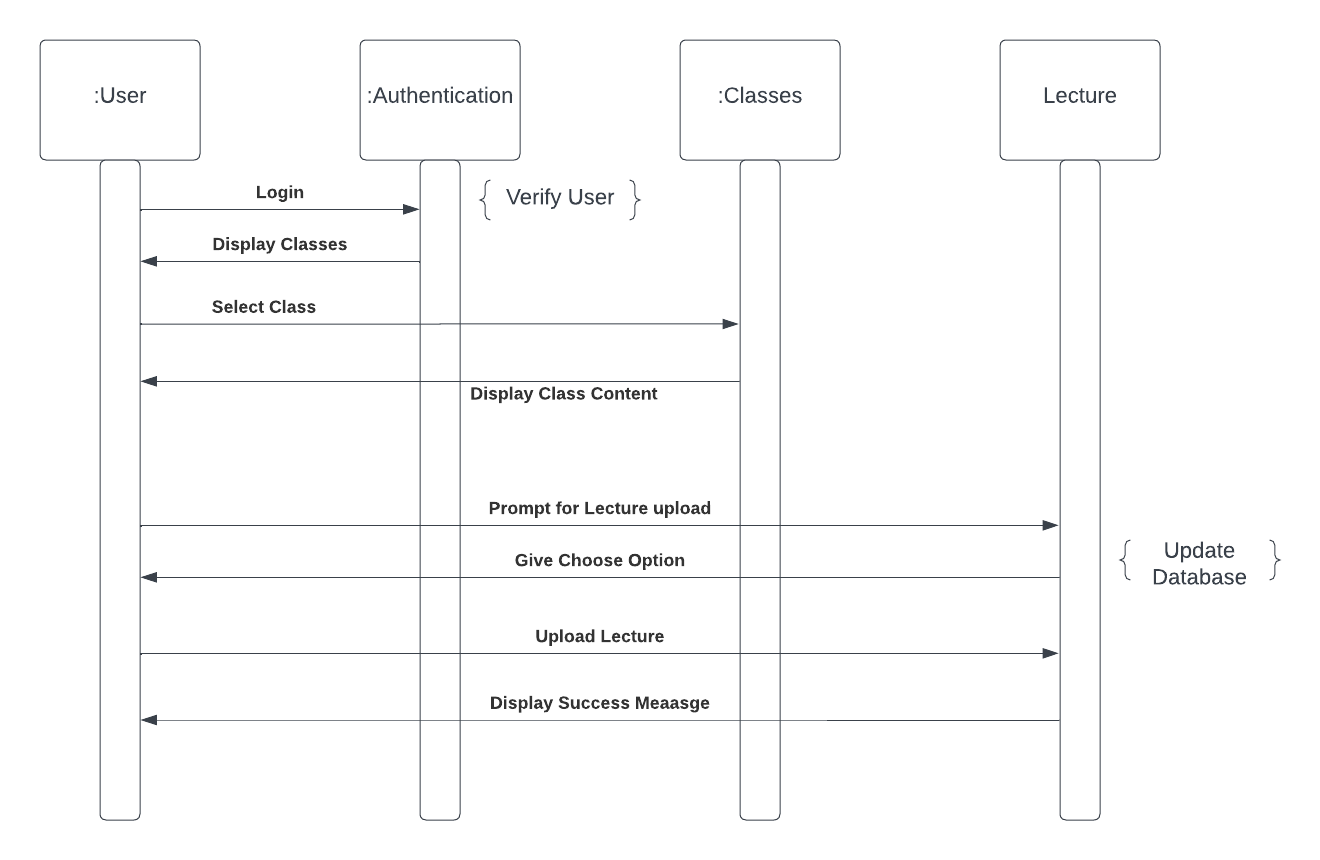 :User
:Authentication
:Classes
Lecture
Login
{ Verify User }
Display Classes
Select Class
Display Class Content
Prompt for Lecture upload
Give Choose Option
{ Update
Database }
Upload Lecture
Display Success Meaasge